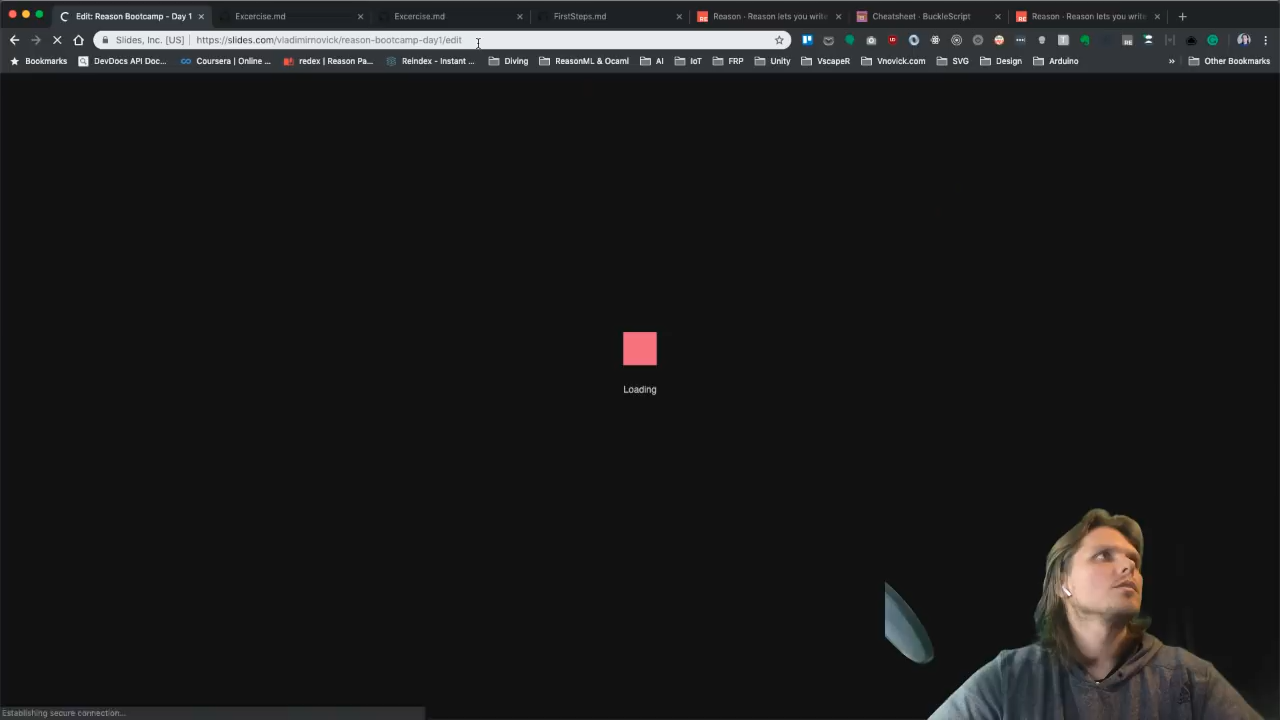 Edit: Reason Bootcamp - Day 1
Excercise.md
Excercise.md
FirstSteps.md
Reason · Reason lets you write
Cheatsheet · BuckleScript
Reason · Reason lets you write
Slides, Inc. [US] https://slides.com/vladimirnovick/reason-bootcamp-day1/edit
Bookmarks DevDocs API Doc... Coursera | Online ... redex | Reason Pa... Reindex - Instant ... Diving ReasonML & Ocaml AI IoT FRP Unity VscapeR Vnovick.com SVG Design Arduino » Other Bookmarks
Loading
Establishing secure connection...